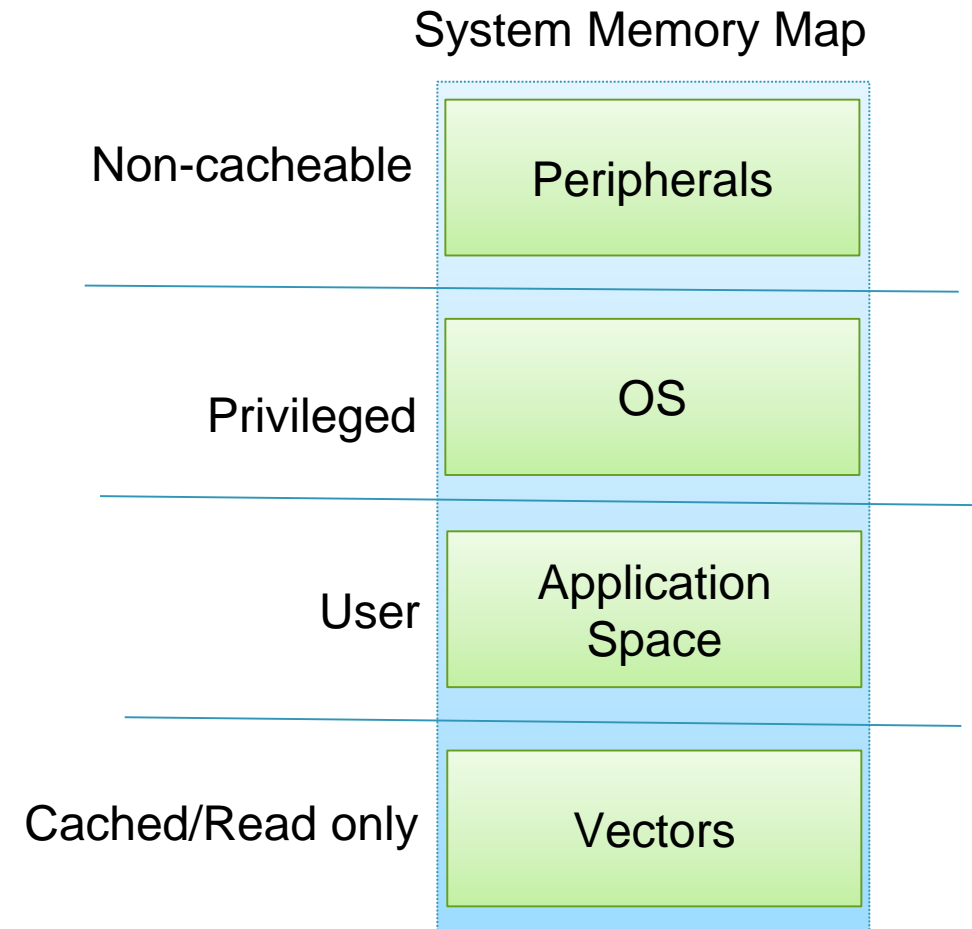 System Memory Map
Non-cacheable
Peripherals
Privileged
OS
User
Application
Space
Cached/Read only
Vectors